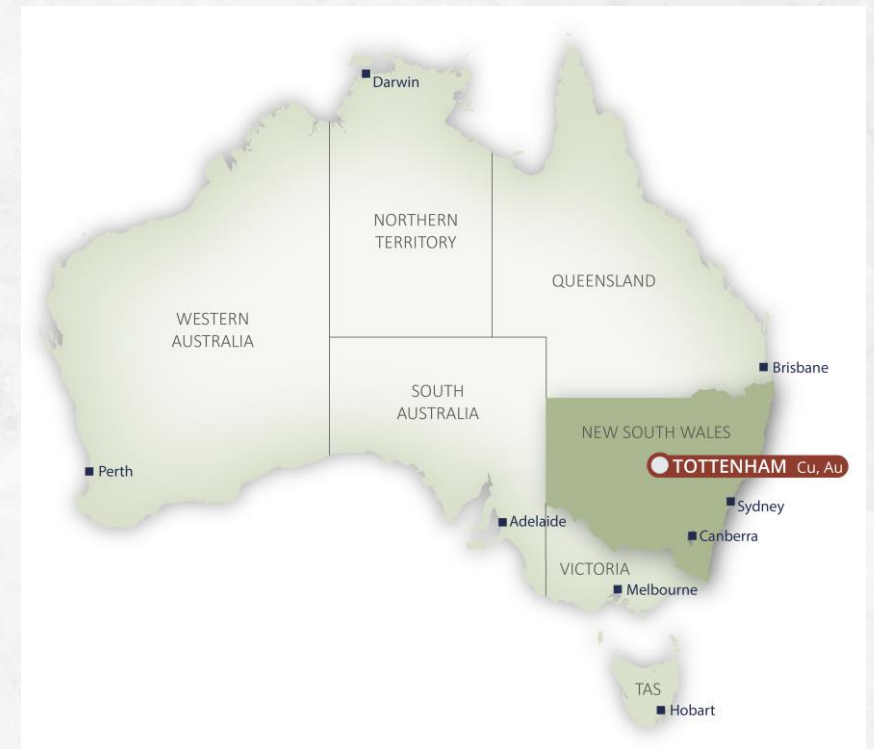 Darwin
NORTHERN
TERRITORY
QUEENSLAND
WESTERN
AUSTRALIA
Brisbane
SOUTH
AUSTRALIA
NEW SOUTH WALES
TOTTENHAM Cu, Au
Perth
Sydney
Adelaide
Canberra
VICTORIA
Melbourne
TAS
Hobart